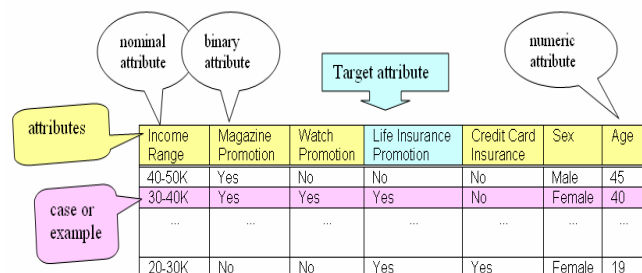 nominal
attribute
binary
attribute
numeric
attribute
Target attribute
attributes
Income
Range
Magazine
Promotion
Watch
Promotion
Life Insurance
Promotion
Credit Card
Insurance
Sex
Age
40-50K Yes No No No Male 45
30-40K Yes Yes Yes No Female 40
case or
example
... ... ... ... ...
20-30K No No Yes Yes Female 19